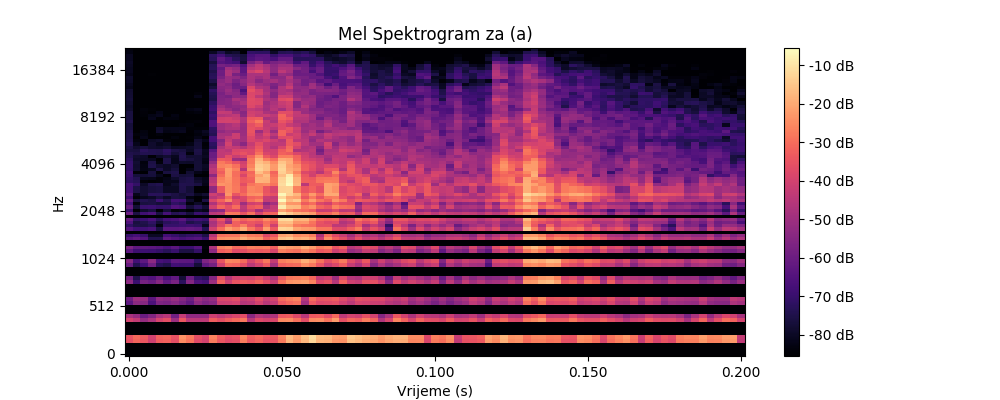 Mel Spektrogram za (a)
16384
8192
4096
2048
1024
512
0
Hz
0.000
0.050
0.100
0.150
0.200
Vrijeme (s)
-10 dB
-20 dB
-30 dB
-40 dB
-50 dB
-60 dB
-70 dB
-80 dB